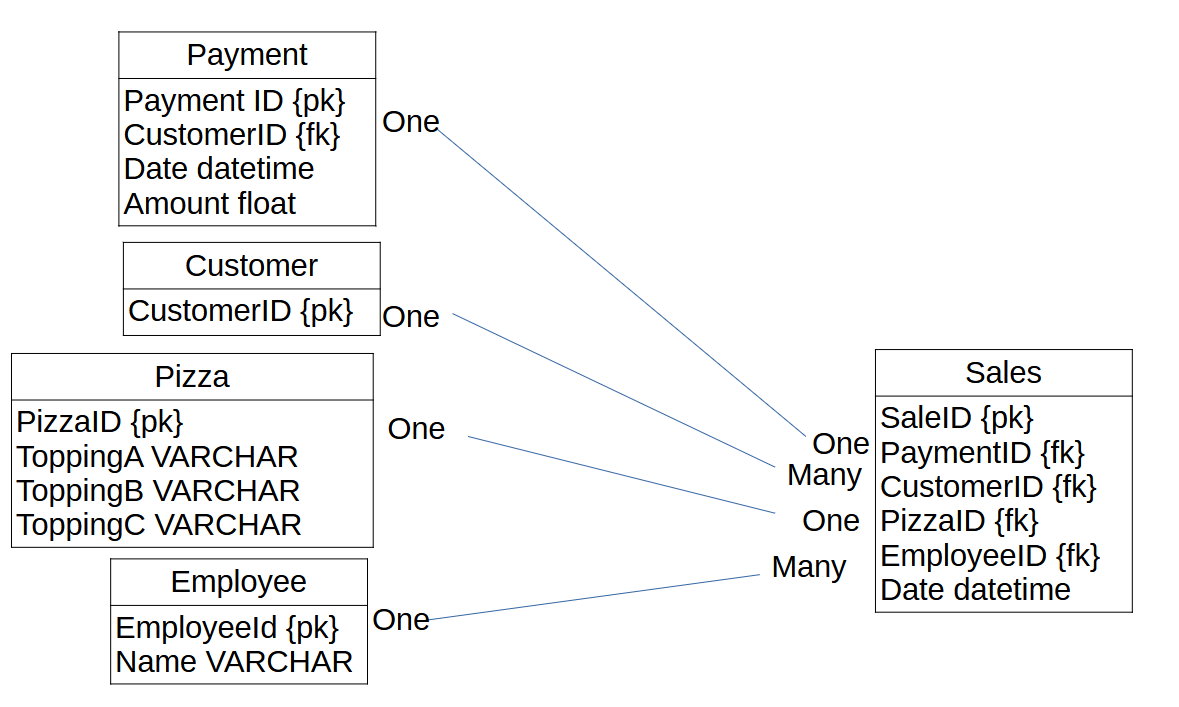 Payment
Payment ID {pk}
CustomerID {fk}
Date datetime
Amount float
One
Customer
CustomerID {pk}
One
Pizza
PizzaID {pk}
ToppingA VARCHAR
ToppingB VARCHAR
ToppingC VARCHAR
One
Employee
EmployeeId {pk}
Name VARCHAR
One
One
Many
One
Many
Sales
SaleID {pk}
PaymentID {fk}
CustomerID {fk}
PizzaID {fk}
EmployeeID {fk}
Date datetime